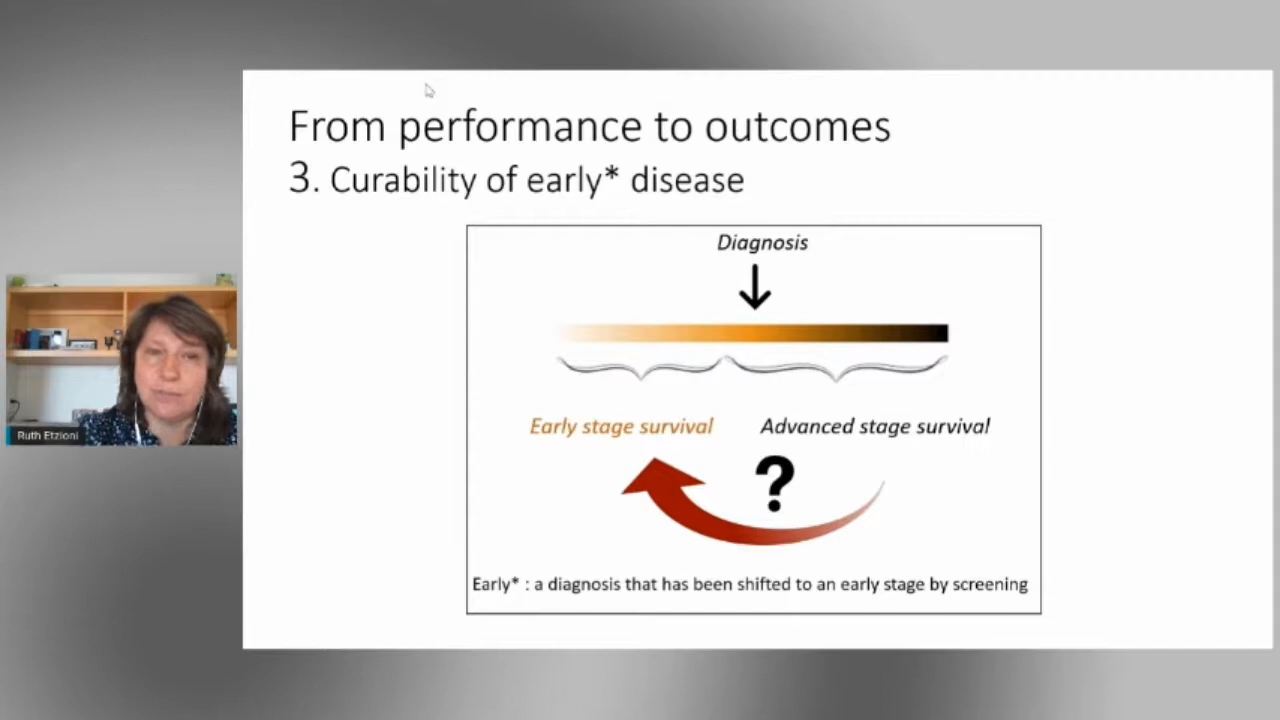 From performance to outcomes
3. Curability of early* disease
Diagnosis
Early stage survival
Advanced stage survival
?
Early* : a diagnosis that has been shifted to an early stage by screening
Ruth Etzioni